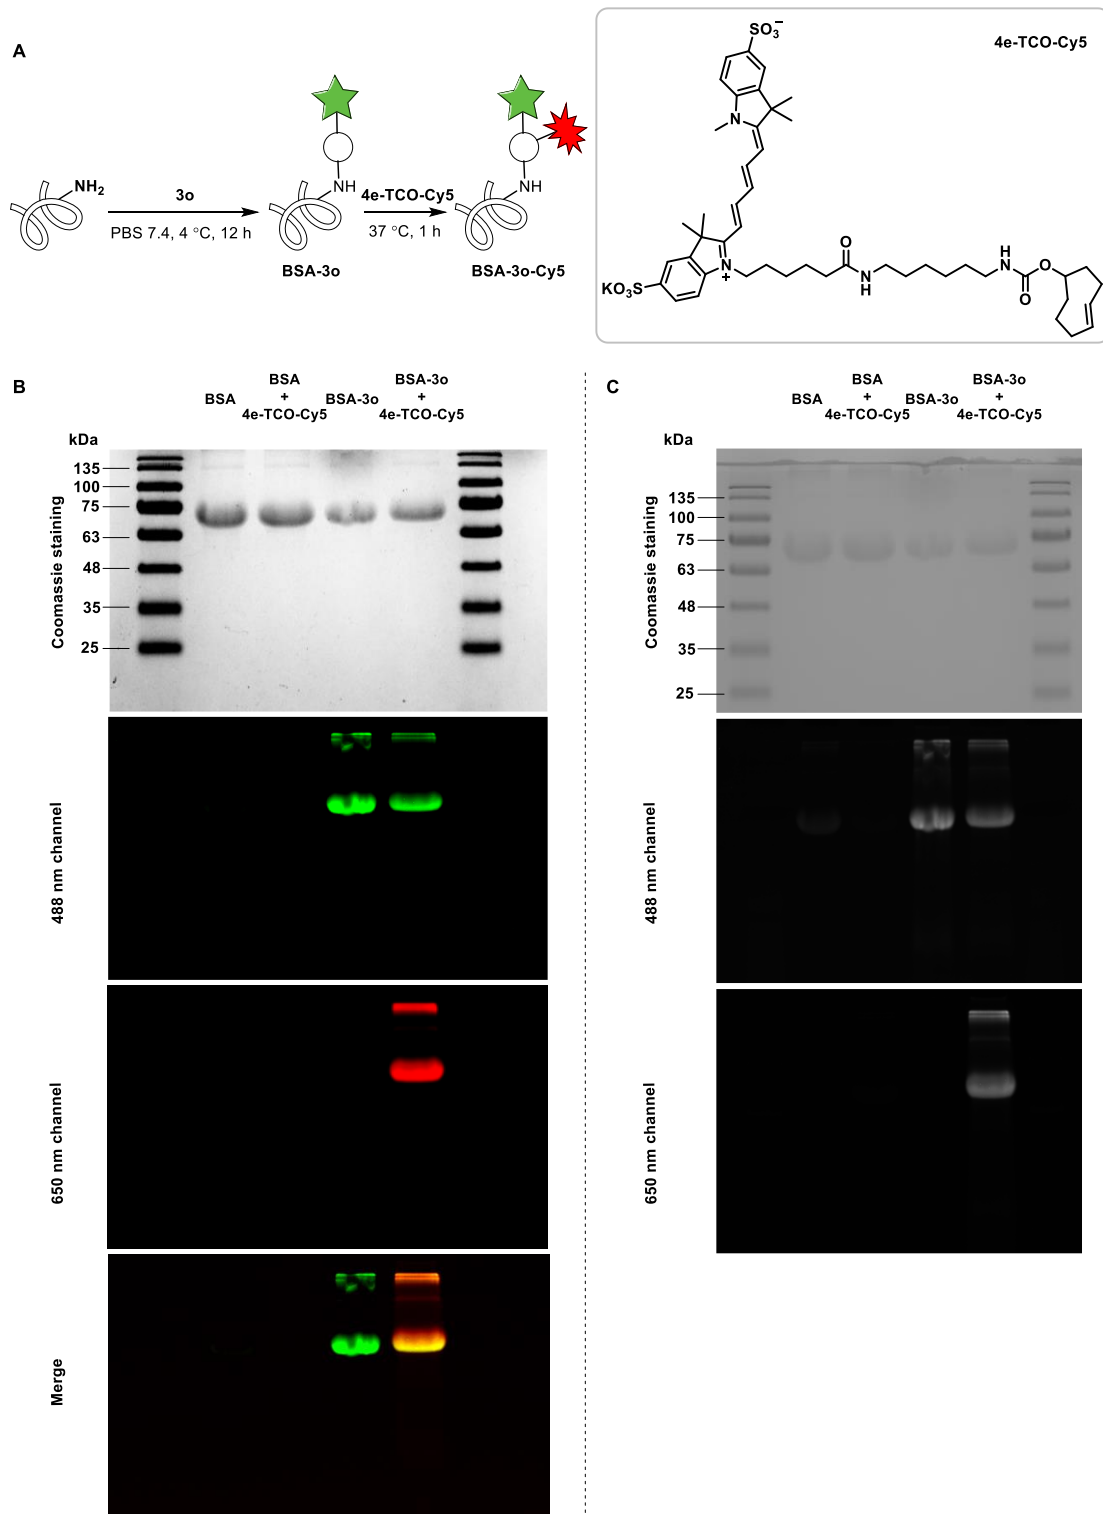 A
NH2
3o
PBS 7.4, 4 °C, 12 h
NH
BSA-3o
4e-TCO-Cy5
37 °C, 1 h
NH
BSA-3o-Cy5
4e-TCO-Cy5
SO3−
N
KO3S
N
+
O
N
H
H
N
O
O
B
BSA
BSA
+
4e-TCO-Cy5
BSA-3o
BSA-3o
+
4e-TCO-Cy5
kDa
135
100
75
63
48
35
25
Coomassie staining
488 nm channel
650 nm channel
Merge
C
BSA
BSA
+
4e-TCO-Cy5
BSA-3o
BSA-3o
+
4e-TCO-Cy5
kDa
135
100
75
63
48
35
25
Coomassie staining
488 nm channel
650 nm channel